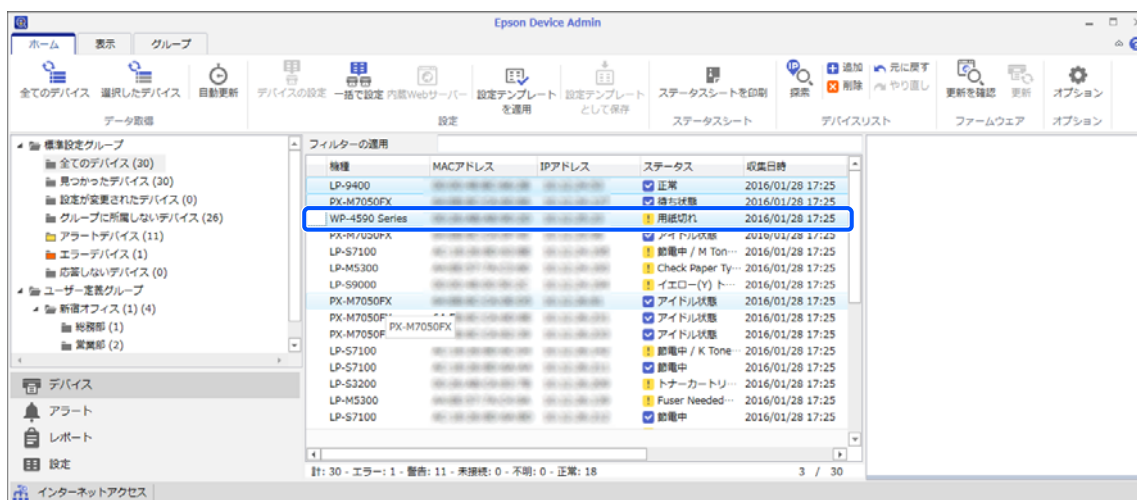 Epson Device Admin
ホーム 表示 グループ
全てのデバイス 選択したデバイス 自動更新 デバイスの設定 一括で設定 内蔵Webサーバー 設定テンプレートを適用 設定テンプレートとして保存 ステータスシートを印刷 探索 追加 元に戻す 更新を確認 更新 オプション
削除 やり直し
データ取得 設定 ステータスシート デバイスリスト ファームウェア オプション
標準設定グループ
全てのデバイス (30)
見つかったデバイス (30)
設定が変更されたデバイス (0)
グループに所属しないデバイス (26)
アラートデバイス (11)
エラーデバイス (1)
応答しないデバイス (0)
ユーザー定義グループ
新宿オフィス (1) (4)
総務部 (1)
営業部 (2)
デバイス
アラート
レポート
設定
フィルターの適用
機種 MACアドレス IPアドレス ステータス 収集日時
LP-9400 正常 2016/01/28 17:25
PX-M7050FX 待ち状態 2016/01/28 17:25
WP-4590 Series 用紙切れ 2016/01/28 17:25
PX-M7050FX アイドル状態 2016/01/28 17:25
LP-S7100 節電中 / M Ton… 2016/01/28 17:25
LP-M5300 Check Paper Ty… 2016/01/28 17:25
LP-S9000 イエロー(Y) ト… 2016/01/28 17:25
PX-M7050FX アイドル状態 2016/01/28 17:25
PX-M7050FX アイドル状態 2016/01/28 17:25
PX-M7050F PX-M7050FX アイドル状態 2016/01/28 17:25
LP-S7100 節電中 / K Tone… 2016/01/28 17:25
LP-S7100 節電中 2016/01/28 17:25
LP-S3200 トナーカートリ… 2016/01/28 17:25
LP-M5300 Fuser Needed… 2016/01/28 17:25
LP-S7100 節電中 2016/01/28 17:25
計: 30 - エラー: 1 - 警告: 11 - 未接続: 0 - 不明: 0 - 正常: 18 3 / 30
インターネットアクセス